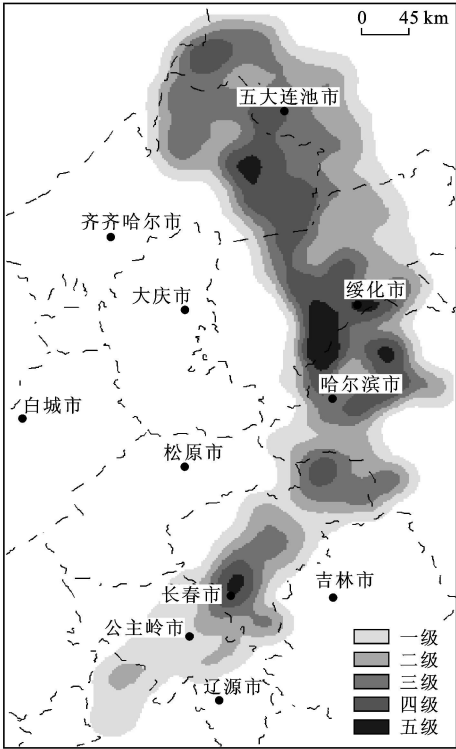 0 45 km
五大连池市
齐齐哈尔市
大庆市
绥化市
哈尔滨市
白城市
松原市
长春市
吉林市
公主岭市
辽源市
一级
二级
三级
四级
五级